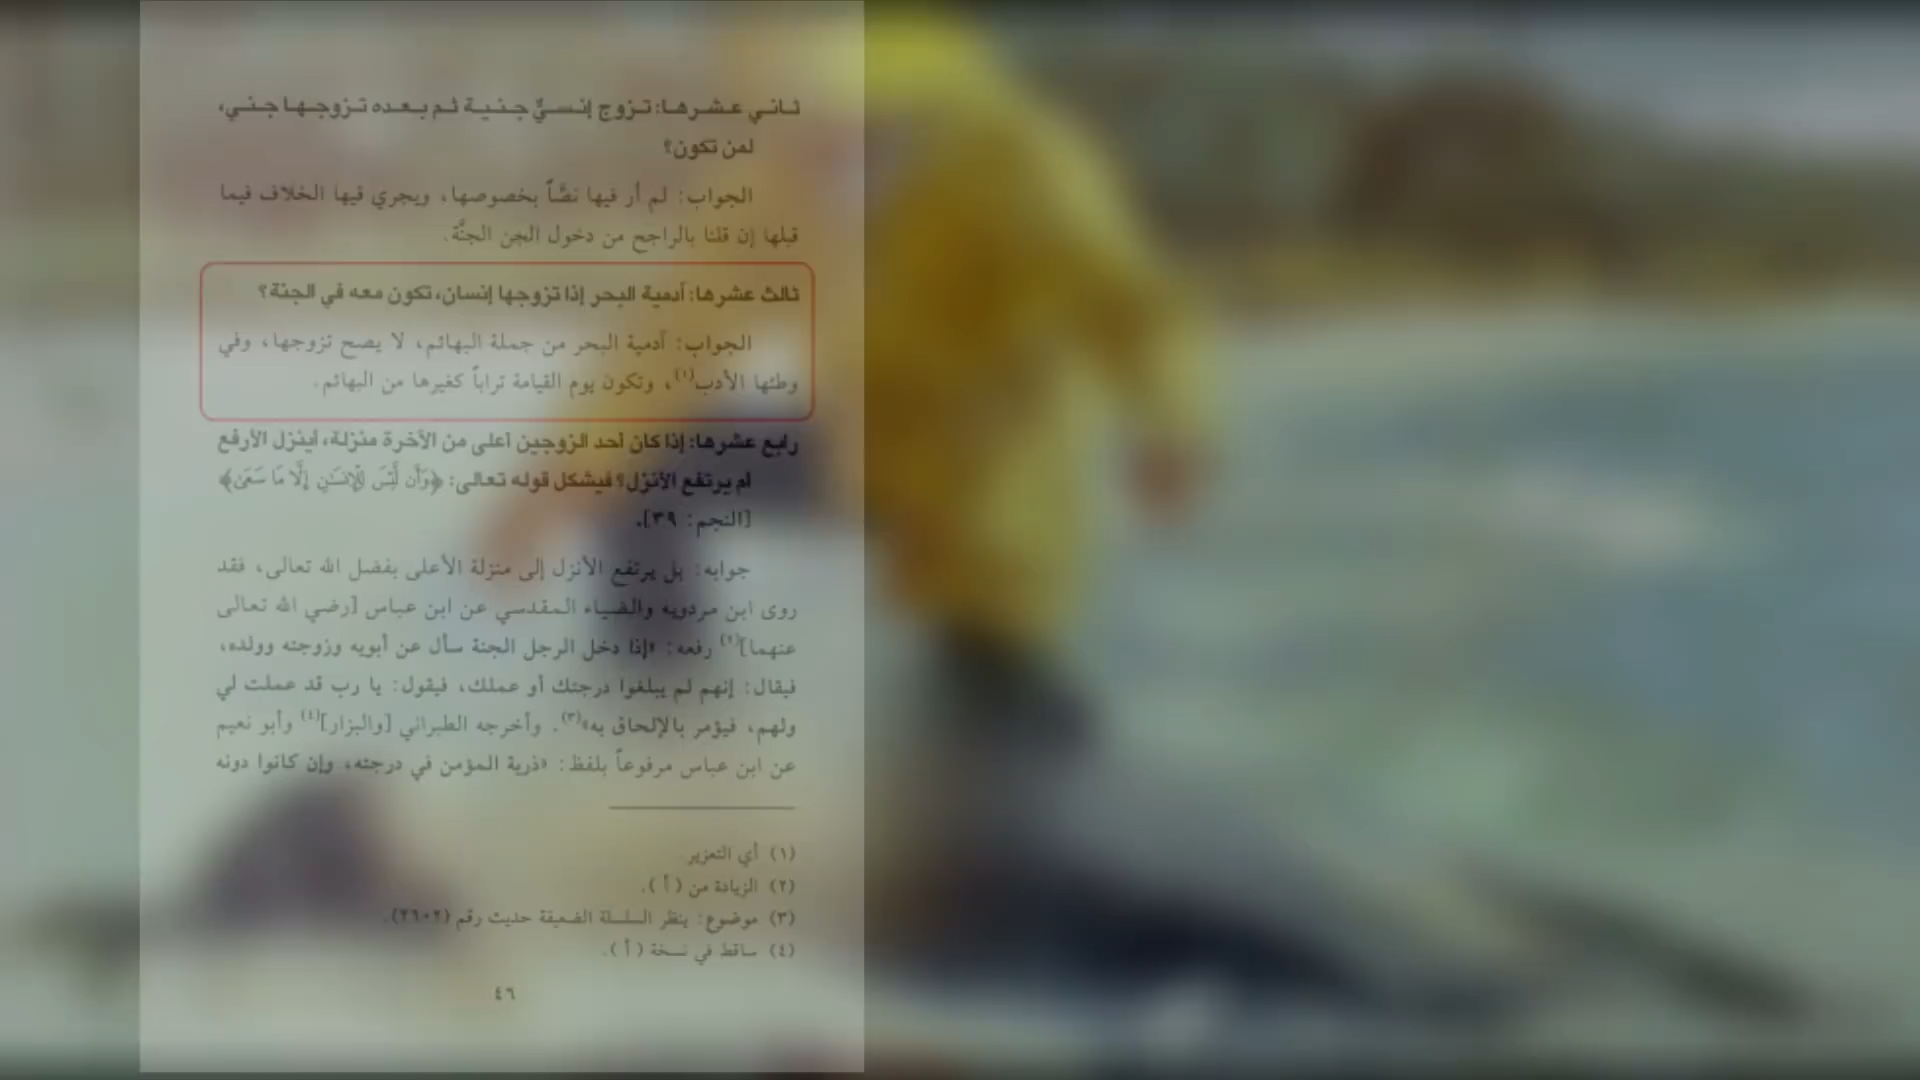 ثاني عشرها: تزوج إنسيٌّ جنية ثم بعده تزوجها جني،
لمن تكون؟
الجواب: لم أر فيها نصًّاً بخصوصها، ويجري فيها الخلاف فيما
قبلها إن قلنا بالراجح من دخول الجن الجنَّة.
ثالث عشرها: آدمية البحر إذا تزوجها إنسان، تكون معه في الجنة؟
الجواب: آدمية البحر من جملة البهائم، لا يصح تزوجها، وفي
وطئها الأدب(١)، وتكون يوم القيامة تراباً كغيرها من البهائم.
رابع عشرها: إذا كان أحد الزوجين أعلى من الآخرة منزلة، أينزل الأرفع
أم يرتفع الأنزل؟ فيشكل قوله تعالى: ﴿وَأَن لَّيْسَ لِلْإِنسَٰنِ إِلَّا مَا سَعَىٰ﴾
[النجم: ٣٩].
جوابه: بل يرتفع الأنزل إلى منزلة الأعلى بفضل الله تعالى، فقد
روى ابن مردويه والضياء المقدسي عن ابن عباس [رضي الله تعالى
عنهما](٢) رفعه: «إذا دخل الرجل الجنة سأل عن أبويه وزوجته وولده،
فيقال: إنهم لم يبلغوا درجتك أو عملك، فيقول: يا رب قد عملت لي
ولهم، فيؤمر بالإلحاق به»(٣). وأخرجه الطبراني [والبزار](٤) وأبو نعيم
عن ابن عباس مرفوعاً بلفظ: «ذرية المؤمن في درجته، وإن كانوا دونه
(١) أي التعزير.
(٢) الزيادة من (أ).
(٣) موضوع: ينظر السلسلة الضعيفة حديث رقم (٢٦٠٢).
(٤) ساقط في نسخة (أ).
٤٦